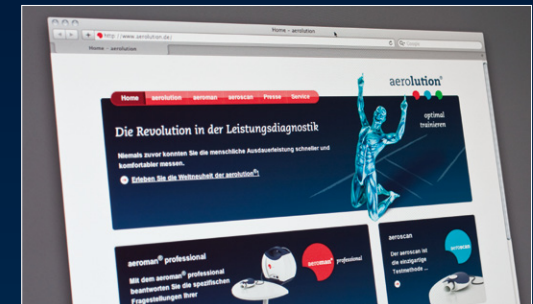 Home – aerolution
http://www.aerolution.de/
Home – aerolution
aerolution®
Home aerolution aeroman aeroscan Presse Service
optimal
trainieren
Die Revolution in der Leistungsdiagnostik
Niemals zuvor konnten Sie die menschliche Ausdauerleistung schneller und
komfortabler messen.
Erleben Sie die Weltneuheit der aerolution®:
aeroman® professional
Mit dem aeroman® professional
beantworten Sie die spezifischen
Fragestellungen Ihrer
aeroman® professional
aeroscan
Der aeroscan ist
die einzigartige
Testmethode ...
aeroscan